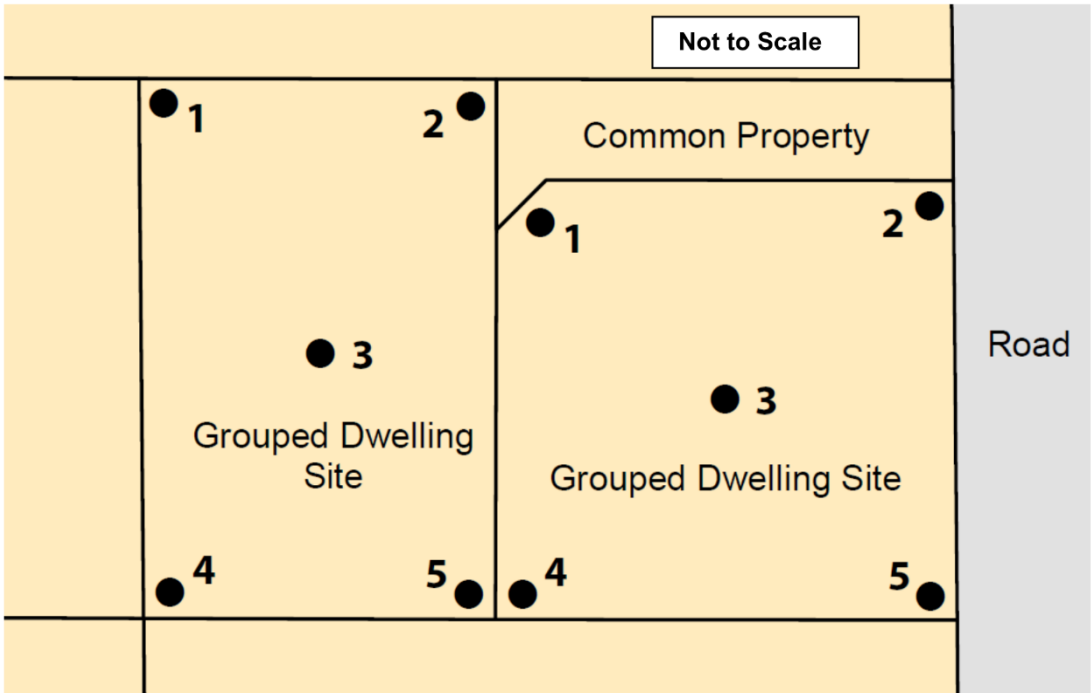 Not to Scale
1
2
Common Property
1
2
Road
3
3
Grouped Dwelling
Site
Grouped Dwelling Site
4
5
4
5